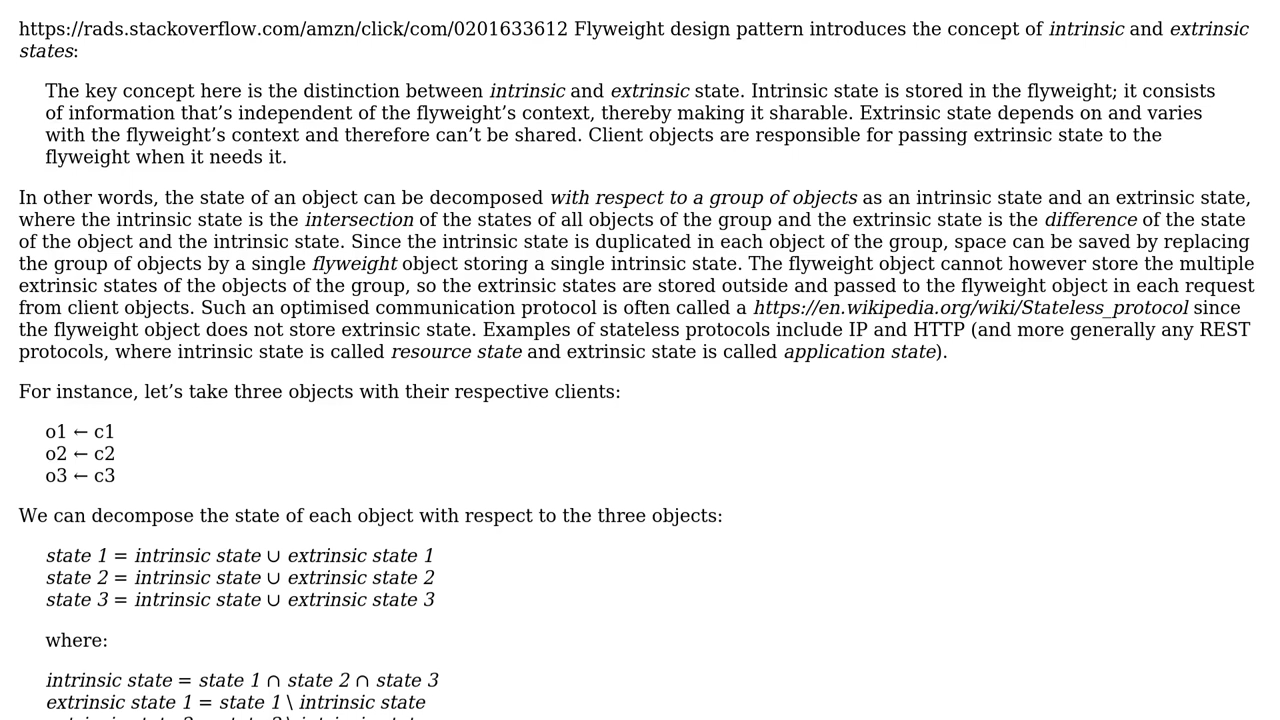 https://rads.stackoverflow.com/amzn/click/com/0201633612 Flyweight design pattern introduces the concept of intrinsic and extrinsic
states:
The key concept here is the distinction between intrinsic and extrinsic state. Intrinsic state is stored in the flyweight; it consists
of information that’s independent of the flyweight’s context, thereby making it sharable. Extrinsic state depends on and varies
with the flyweight’s context and therefore can’t be shared. Client objects are responsible for passing extrinsic state to the
flyweight when it needs it.
In other words, the state of an object can be decomposed with respect to a group of objects as an intrinsic state and an extrinsic state,
where the intrinsic state is the intersection of the states of all objects of the group and the extrinsic state is the difference of the state
of the object and the intrinsic state. Since the intrinsic state is duplicated in each object of the group, space can be saved by replacing
the group of objects by a single flyweight object storing a single intrinsic state. The flyweight object cannot however store the multiple
extrinsic states of the objects of the group, so the extrinsic states are stored outside and passed to the flyweight object in each request
from client objects. Such an optimised communication protocol is often called a https://en.wikipedia.org/wiki/Stateless_protocol since
the flyweight object does not store extrinsic state. Examples of stateless protocols include IP and HTTP (and more generally any REST
protocols, where intrinsic state is called resource state and extrinsic state is called application state).
For instance, let’s take three objects with their respective clients:
o1 ← c1
o2 ← c2
o3 ← c3
We can decompose the state of each object with respect to the three objects:
state 1 = intrinsic state ∪ extrinsic state 1
state 2 = intrinsic state ∪ extrinsic state 2
state 3 = intrinsic state ∪ extrinsic state 3
where:
intrinsic state = state 1 ∩ state 2 ∩ state 3
extrinsic state 1 = state 1 \ intrinsic state